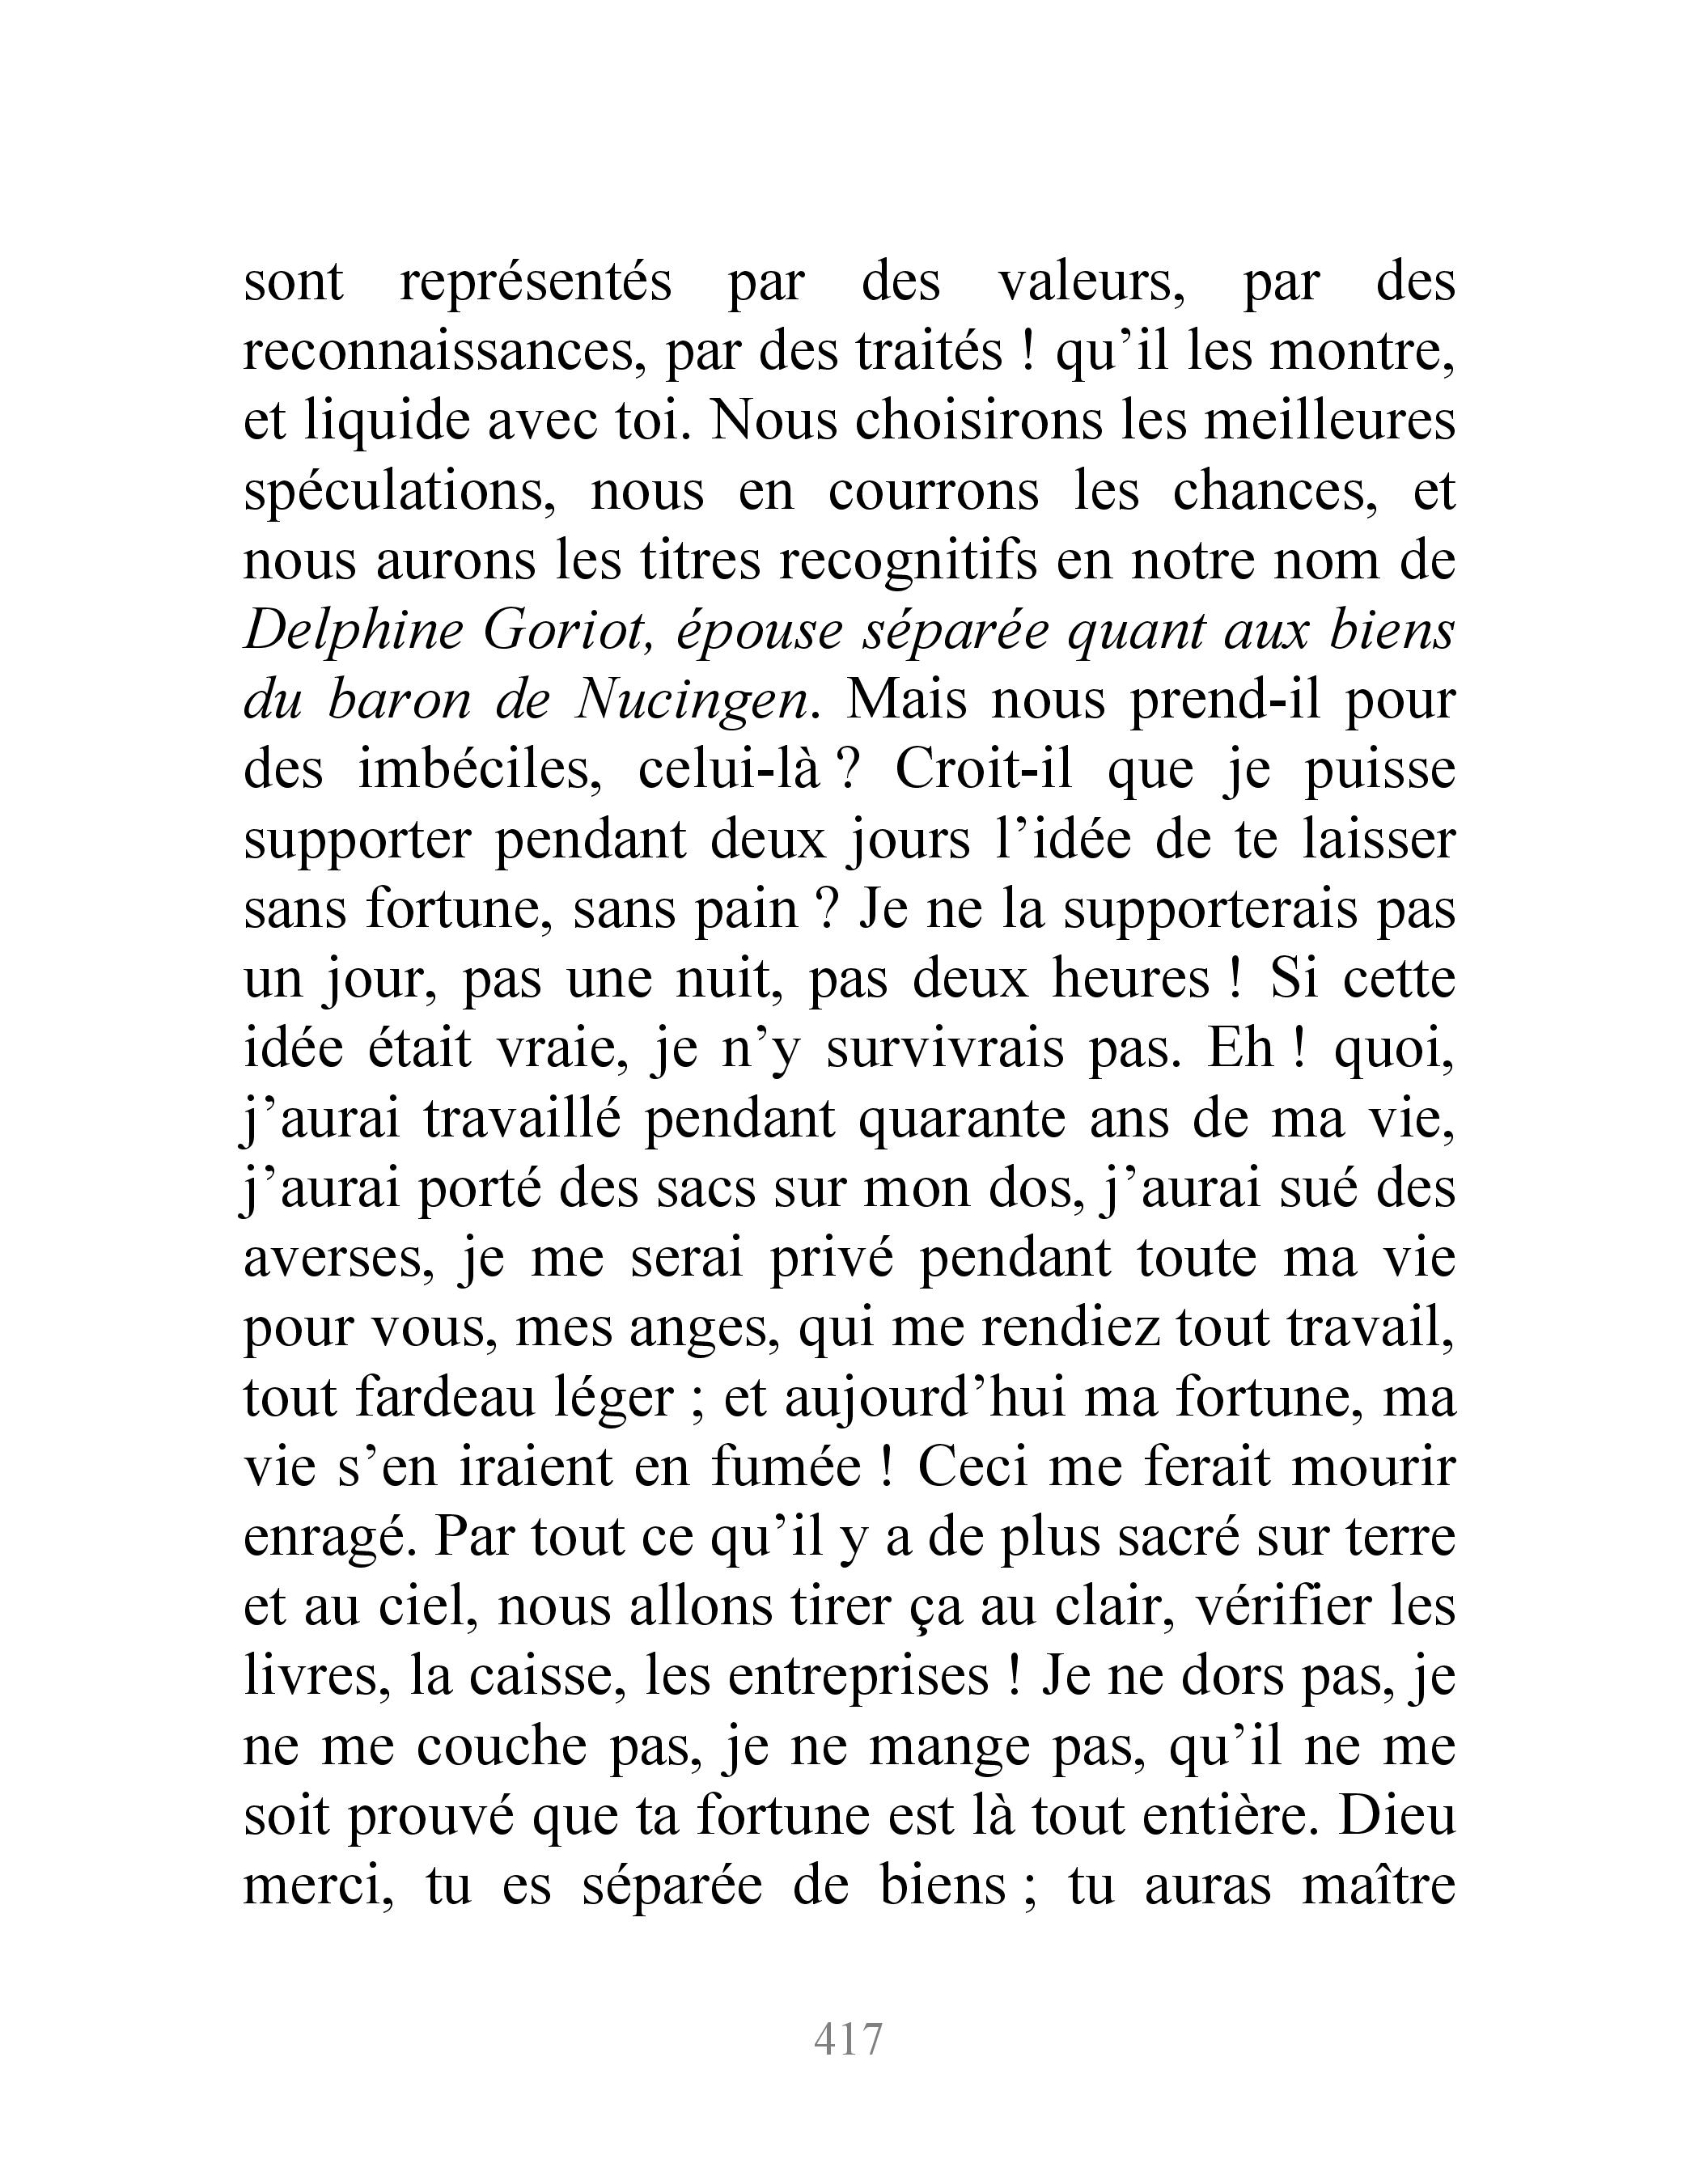 sont représentés par des valeurs, par des
reconnaissances, par des traités ! qu’il les montre,
et liquide avec toi. Nous choisirons les meilleures
spéculations, nous en courrons les chances, et
nous aurons les titres recognitifs en notre nom de
Delphine Goriot, épouse séparée quant aux biens
du baron de Nucingen. Mais nous prend-il pour
des imbéciles, celui-là ? Croit-il que je puisse
supporter pendant deux jours l’idée de te laisser
sans fortune, sans pain ? Je ne la supporterais pas
un jour, pas une nuit, pas deux heures ! Si cette
idée était vraie, je n’y survivrais pas. Eh ! quoi,
j’aurai travaillé pendant quarante ans de ma vie,
j’aurai porté des sacs sur mon dos, j’aurai sué des
averses, je me serai privé pendant toute ma vie
pour vous, mes anges, qui me rendiez tout travail,
tout fardeau léger ; et aujourd’hui ma fortune, ma
vie s’en iraient en fumée ! Ceci me ferait mourir
enragé. Par tout ce qu’il y a de plus sacré sur terre
et au ciel, nous allons tirer ça au clair, vérifier les
livres, la caisse, les entreprises ! Je ne dors pas, je
ne me couche pas, je ne mange pas, qu’il ne me
soit prouvé que ta fortune est là tout entière. Dieu
merci, tu es séparée de biens ; tu auras maître
417